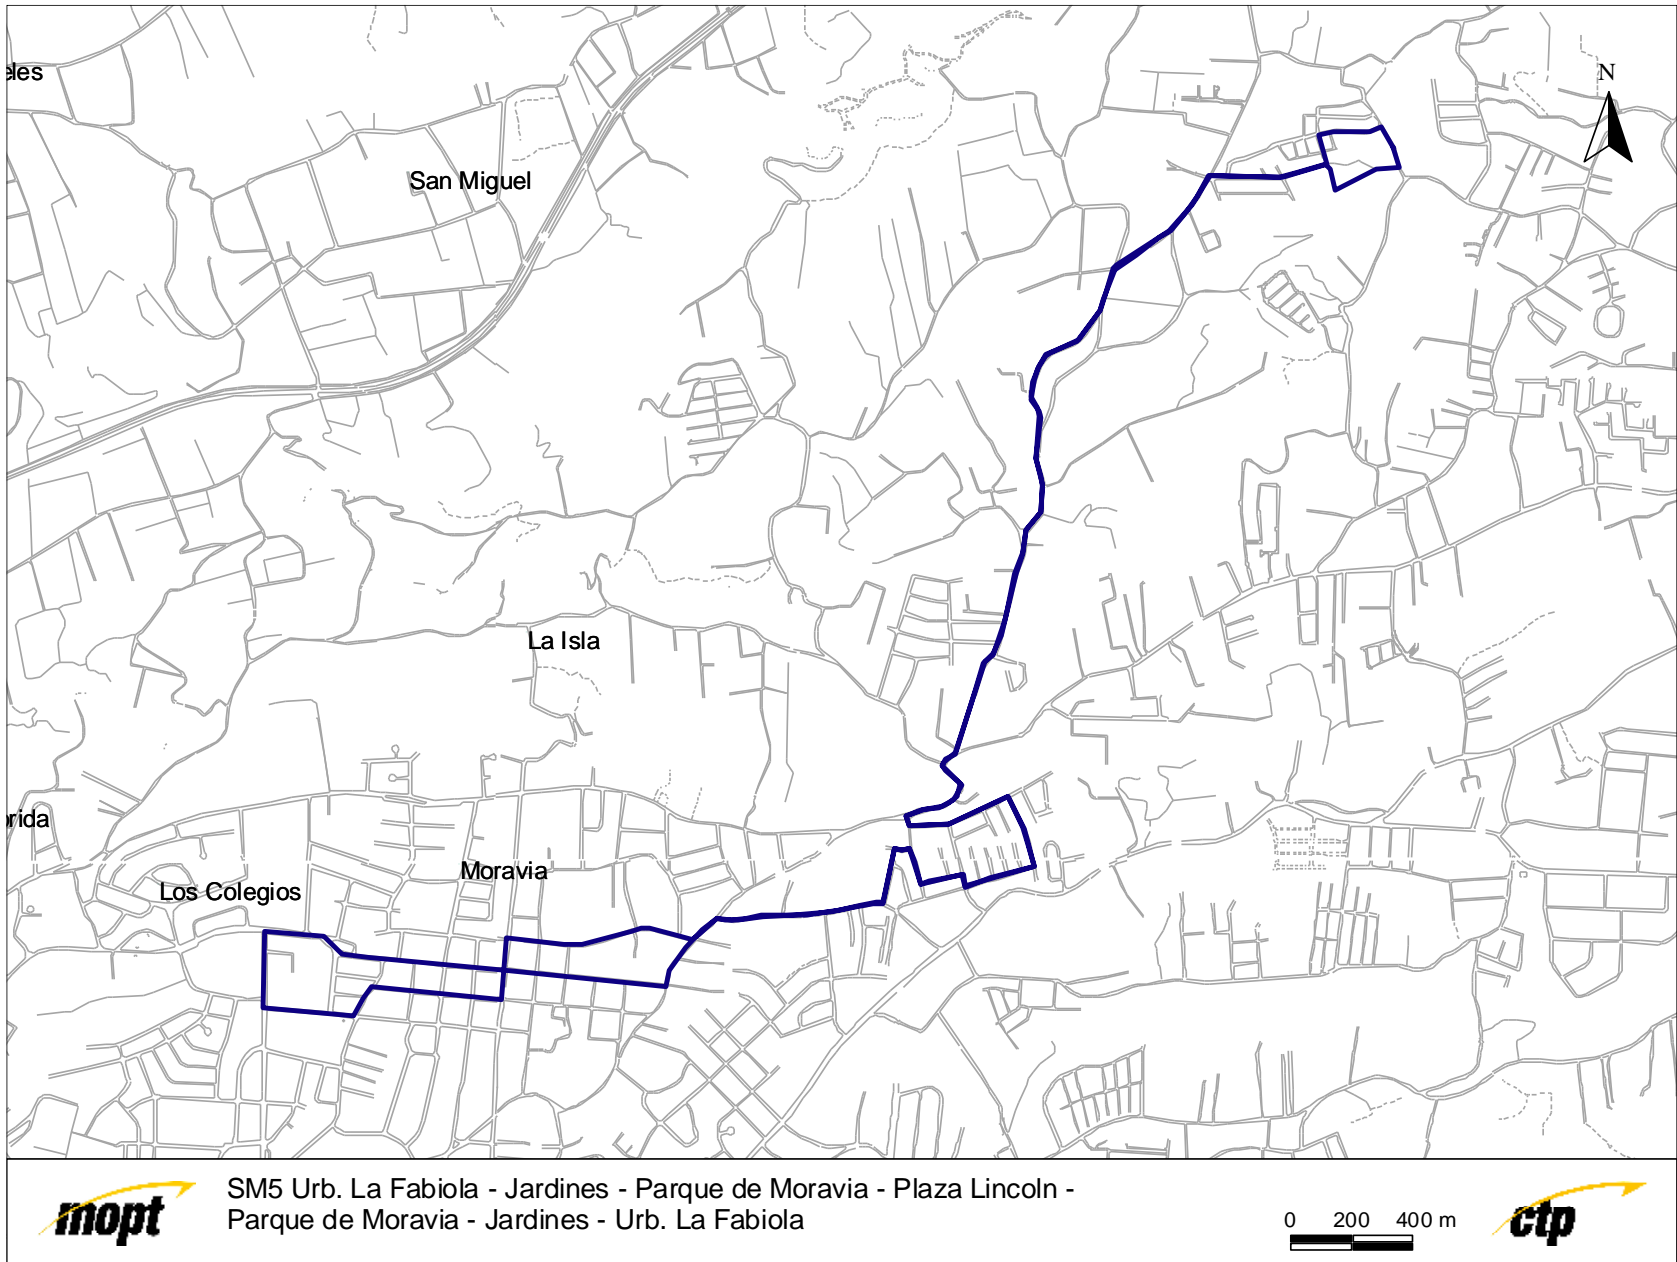 eles
N
San Miguel
La Isla
rida
Moravia
Los Colegios
mopt
SM5 Urb. La Fabiola - Jardines - Parque de Moravia - Plaza Lincoln -
Parque de Moravia - Jardines - Urb. La Fabiola
0 200 400 m
ctp